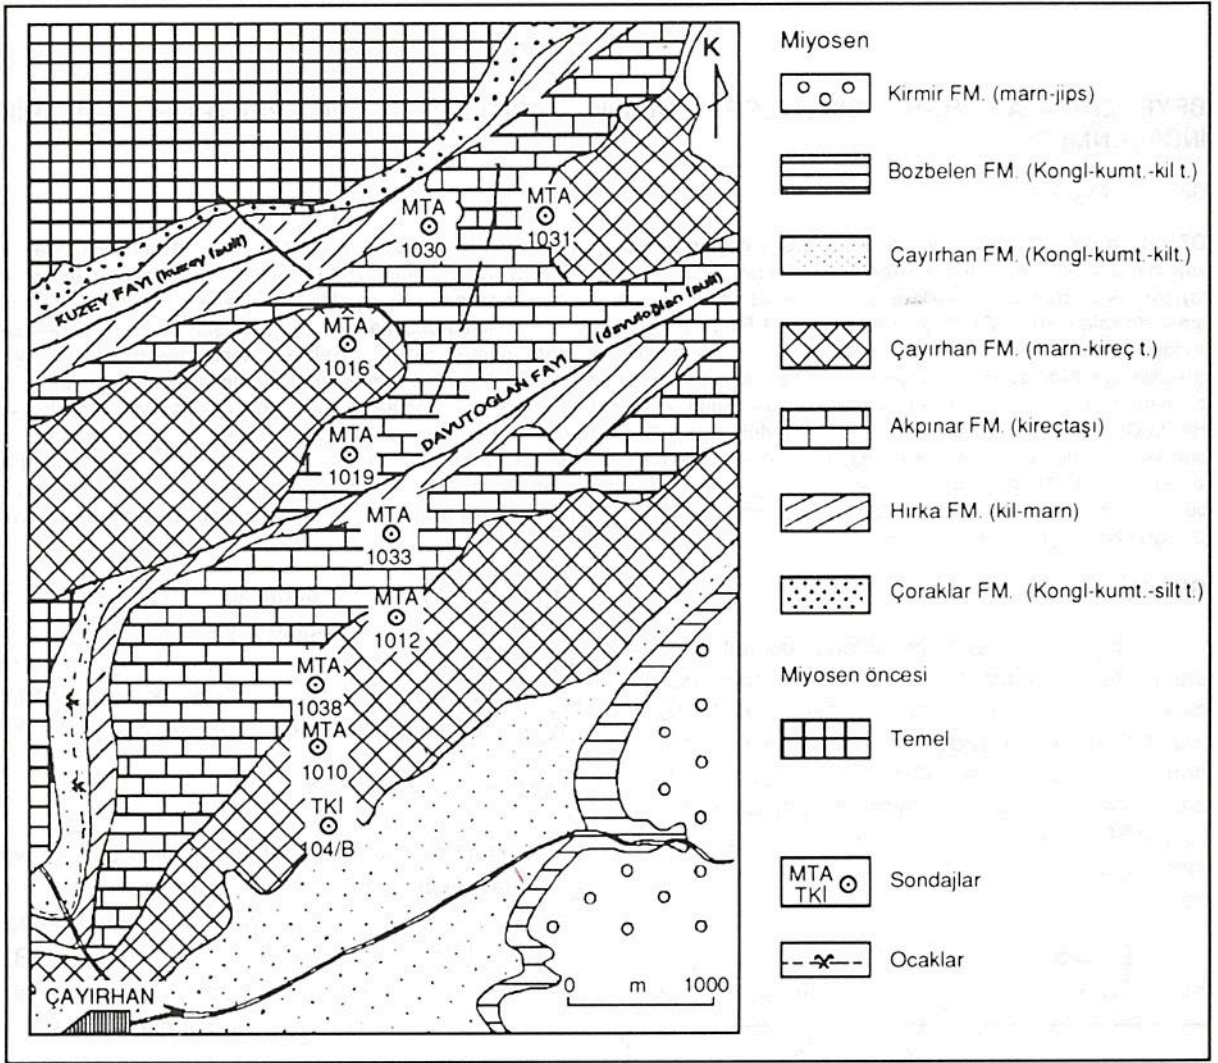 K
MTA
1030
MTA
1031
KUZEY FAYI (kuzey fault)
MTA
1016
DAVUTOGLAN FAYI (davutoğlan fault)
MTA
1019
MTA
1033
MTA
1012
MTA
1038
MTA
1010
TKİ
104/B
ÇAYIRHAN
0 m 1000
Miyosen
Kirmir FM. (marn-jips)
Bozbelen FM. (Kongl-kumt.-kil t.)
Çayırhan FM. (Kongl-kumt.-kilt.)
Çayırhan FM. (marn-kireç t.)
Akpınar FM. (kireçtaşı)
Hırka FM. (kil-marn)
Çoraklar FM. (Kongl-kumt.-silt t.)
Miyosen öncesi
Temel
MTA
TKİ
Sondajlar
Ocaklar